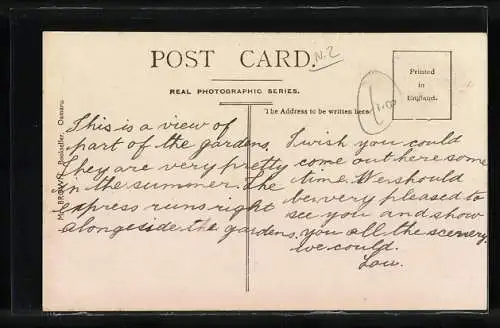 POST CARD.
N.Z
REAL PHOTOGRAPHIC SERIES.
Printed
in
England.
The Address to be written here.
1.00
BROWN, Bookseller, Oamaru
This is a view of
part of the gardens.
They are very pretty
in the summer. The
express runs right
alongside the gardens.
I wish you could
come out here some
time. We should
be very pleased to
see you and show
you all the scenery
we could.
Lou.